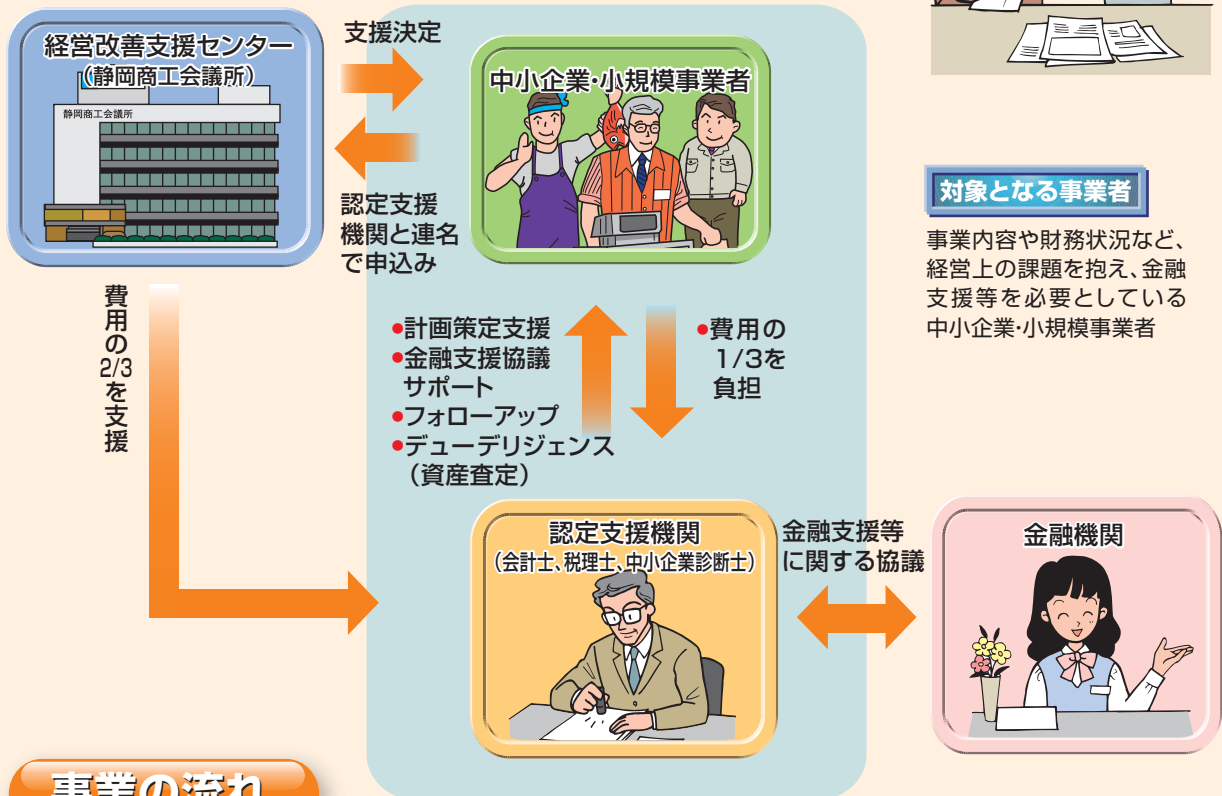 経営改善支援センター
(静岡商工会議所)
静岡商工会議所
支援決定
中小企業・小規模事業者
認定支援
機関と連名
で申込み
対象となる事業者
事業内容や財務状況など、
経営上の課題を抱え、金融
支援等を必要としている
中小企業・小規模事業者
費用の2/3を支援
●計画策定支援
●金融支援協議
サポート
●フォローアップ
●デューデリジェンス
(資産査定)
●費用の
1/3を
負担
認定支援機関
(会計士、税理士、中小企業診断士)
金融支援等
に関する協議
金融機関
事業の流れ